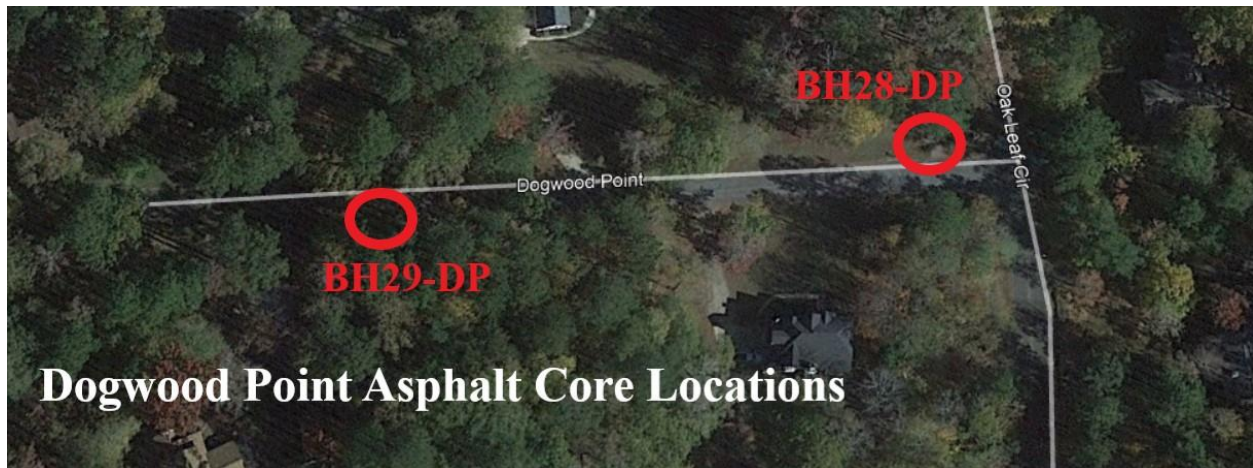 BH28-DP
Oak Leaf Cir
Dogwood Point
BH29-DP
Dogwood Point Asphalt Core Locations